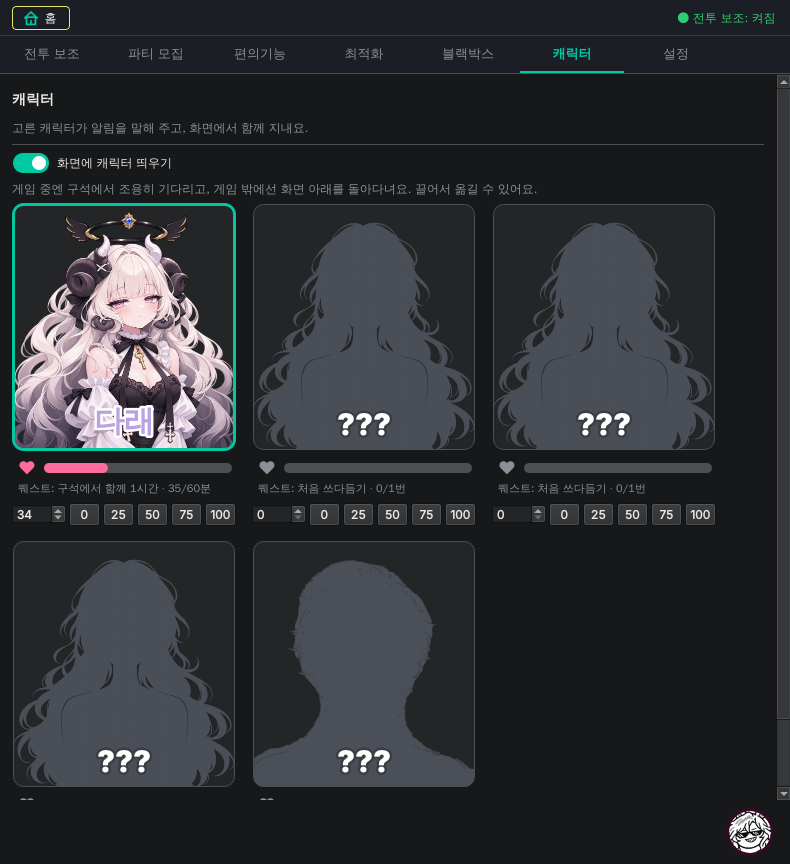 홈
전투 보조: 켜짐
전투 보조 파티 모집 편의기능 최적화 블랙박스 캐릭터 설정
캐릭터
고른 캐릭터가 알림을 말해 주고, 화면에서 함께 지내요.
화면에 캐릭터 띄우기
게임 중엔 구석에서 조용히 기다리고, 게임 밖에선 화면 아래를 돌아다녀요. 끌어서 옮길 수 있어요.
다래 ??? ???
퀘스트: 구석에서 함께 1시간 · 35/60분 퀘스트: 처음 쓰다듬기 · 0/1번 퀘스트: 처음 쓰다듬기 · 0/1번
34 0 25 50 75 100 0 0 25 50 75 100 0 0 25 50 75 100
??? ???